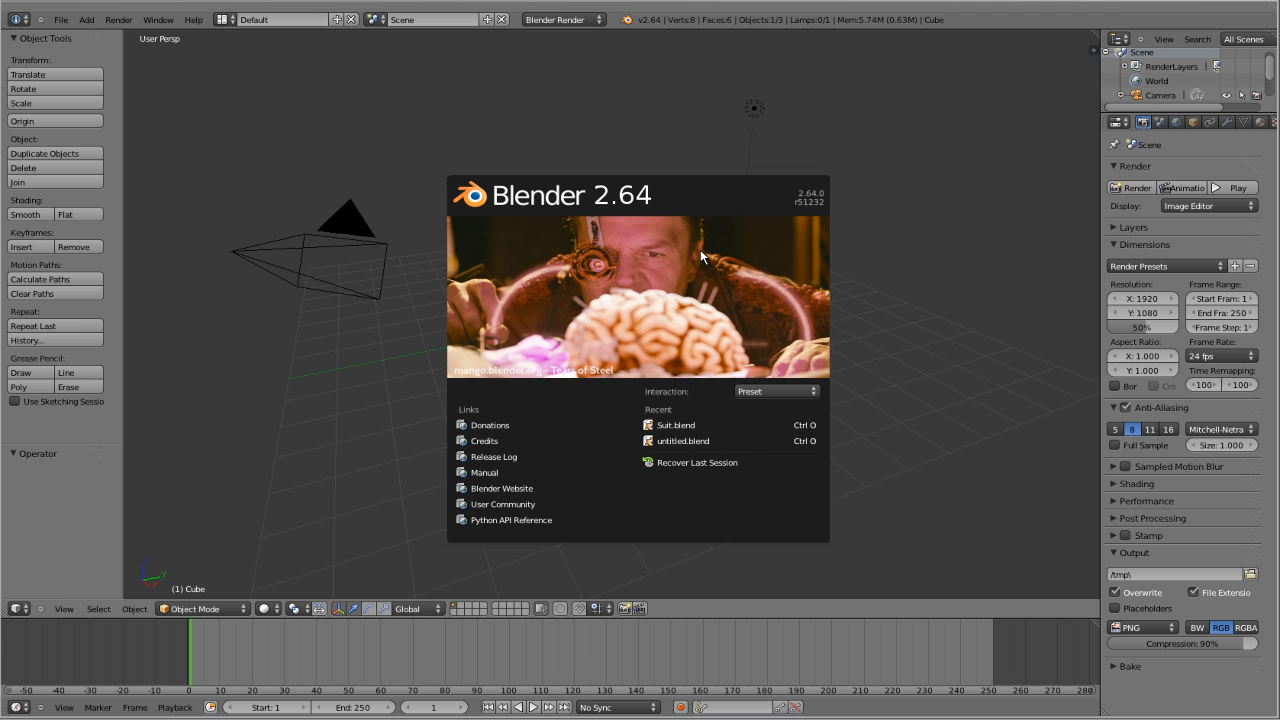 File Add Render Window Help Default Scene Blender Render v2.64 | Verts:8 | Faces:6 | Objects:1/3 | Lamps:0/1 | Mem:5.74M (0.63M) | Cube
Object Tools
Transform:
Translate
Rotate
Scale
Origin
Object:
Duplicate Objects
Delete
Join
Shading:
Smooth Flat
Keyframes:
Insert Remove
Motion Paths:
Calculate Paths
Clear Paths
Repeat:
Repeat Last
History...
Grease Pencil:
Draw Line
Poly Erase
Use Sketching Sessio
Operator
User Persp
Blender 2.64
2.64.0
r51232
mango.blender.org - Tears of Steel
Interaction: Preset
Links
Donations
Credits
Release Log
Manual
Blender Website
User Community
Python API Reference
Recent
Suit.blend Ctrl O
untitled.blend Ctrl O
Recover Last Session
y
(1) Cube
View Select Object Object Mode Global
-50 -40 -30 -20 -10 0 10 20 30 40 50 60 70 80 90 100 110 120 130 140 150 160 170 180 190 200 210 220 230 240 250 260 270 280
View Marker Frame Playback Start: 1 End: 250 1 No Sync
View Search All Scenes
Scene
RenderLayers
World
Camera
Scene
Render
Render Animatio Play
Display: Image Editor
Layers
Dimensions
Render Presets
Resolution: Frame Range:
X: 1920 Start Fram: 1
Y: 1080 End Fra: 250
50% Frame Step: 1
Aspect Ratio: Frame Rate:
X: 1.000 24 fps
Y: 1.000 Time Remapping:
Bor Cro 100 100
Anti-Aliasing
5 8 11 16 Mitchell-Netra
Full Sample Size: 1.000
Sampled Motion Blur
Shading
Performance
Post Processing
Stamp
Output
/tmp\
Overwrite File Extensio
Placeholders
PNG BW RGB RGBA
Compression: 90%
Bake